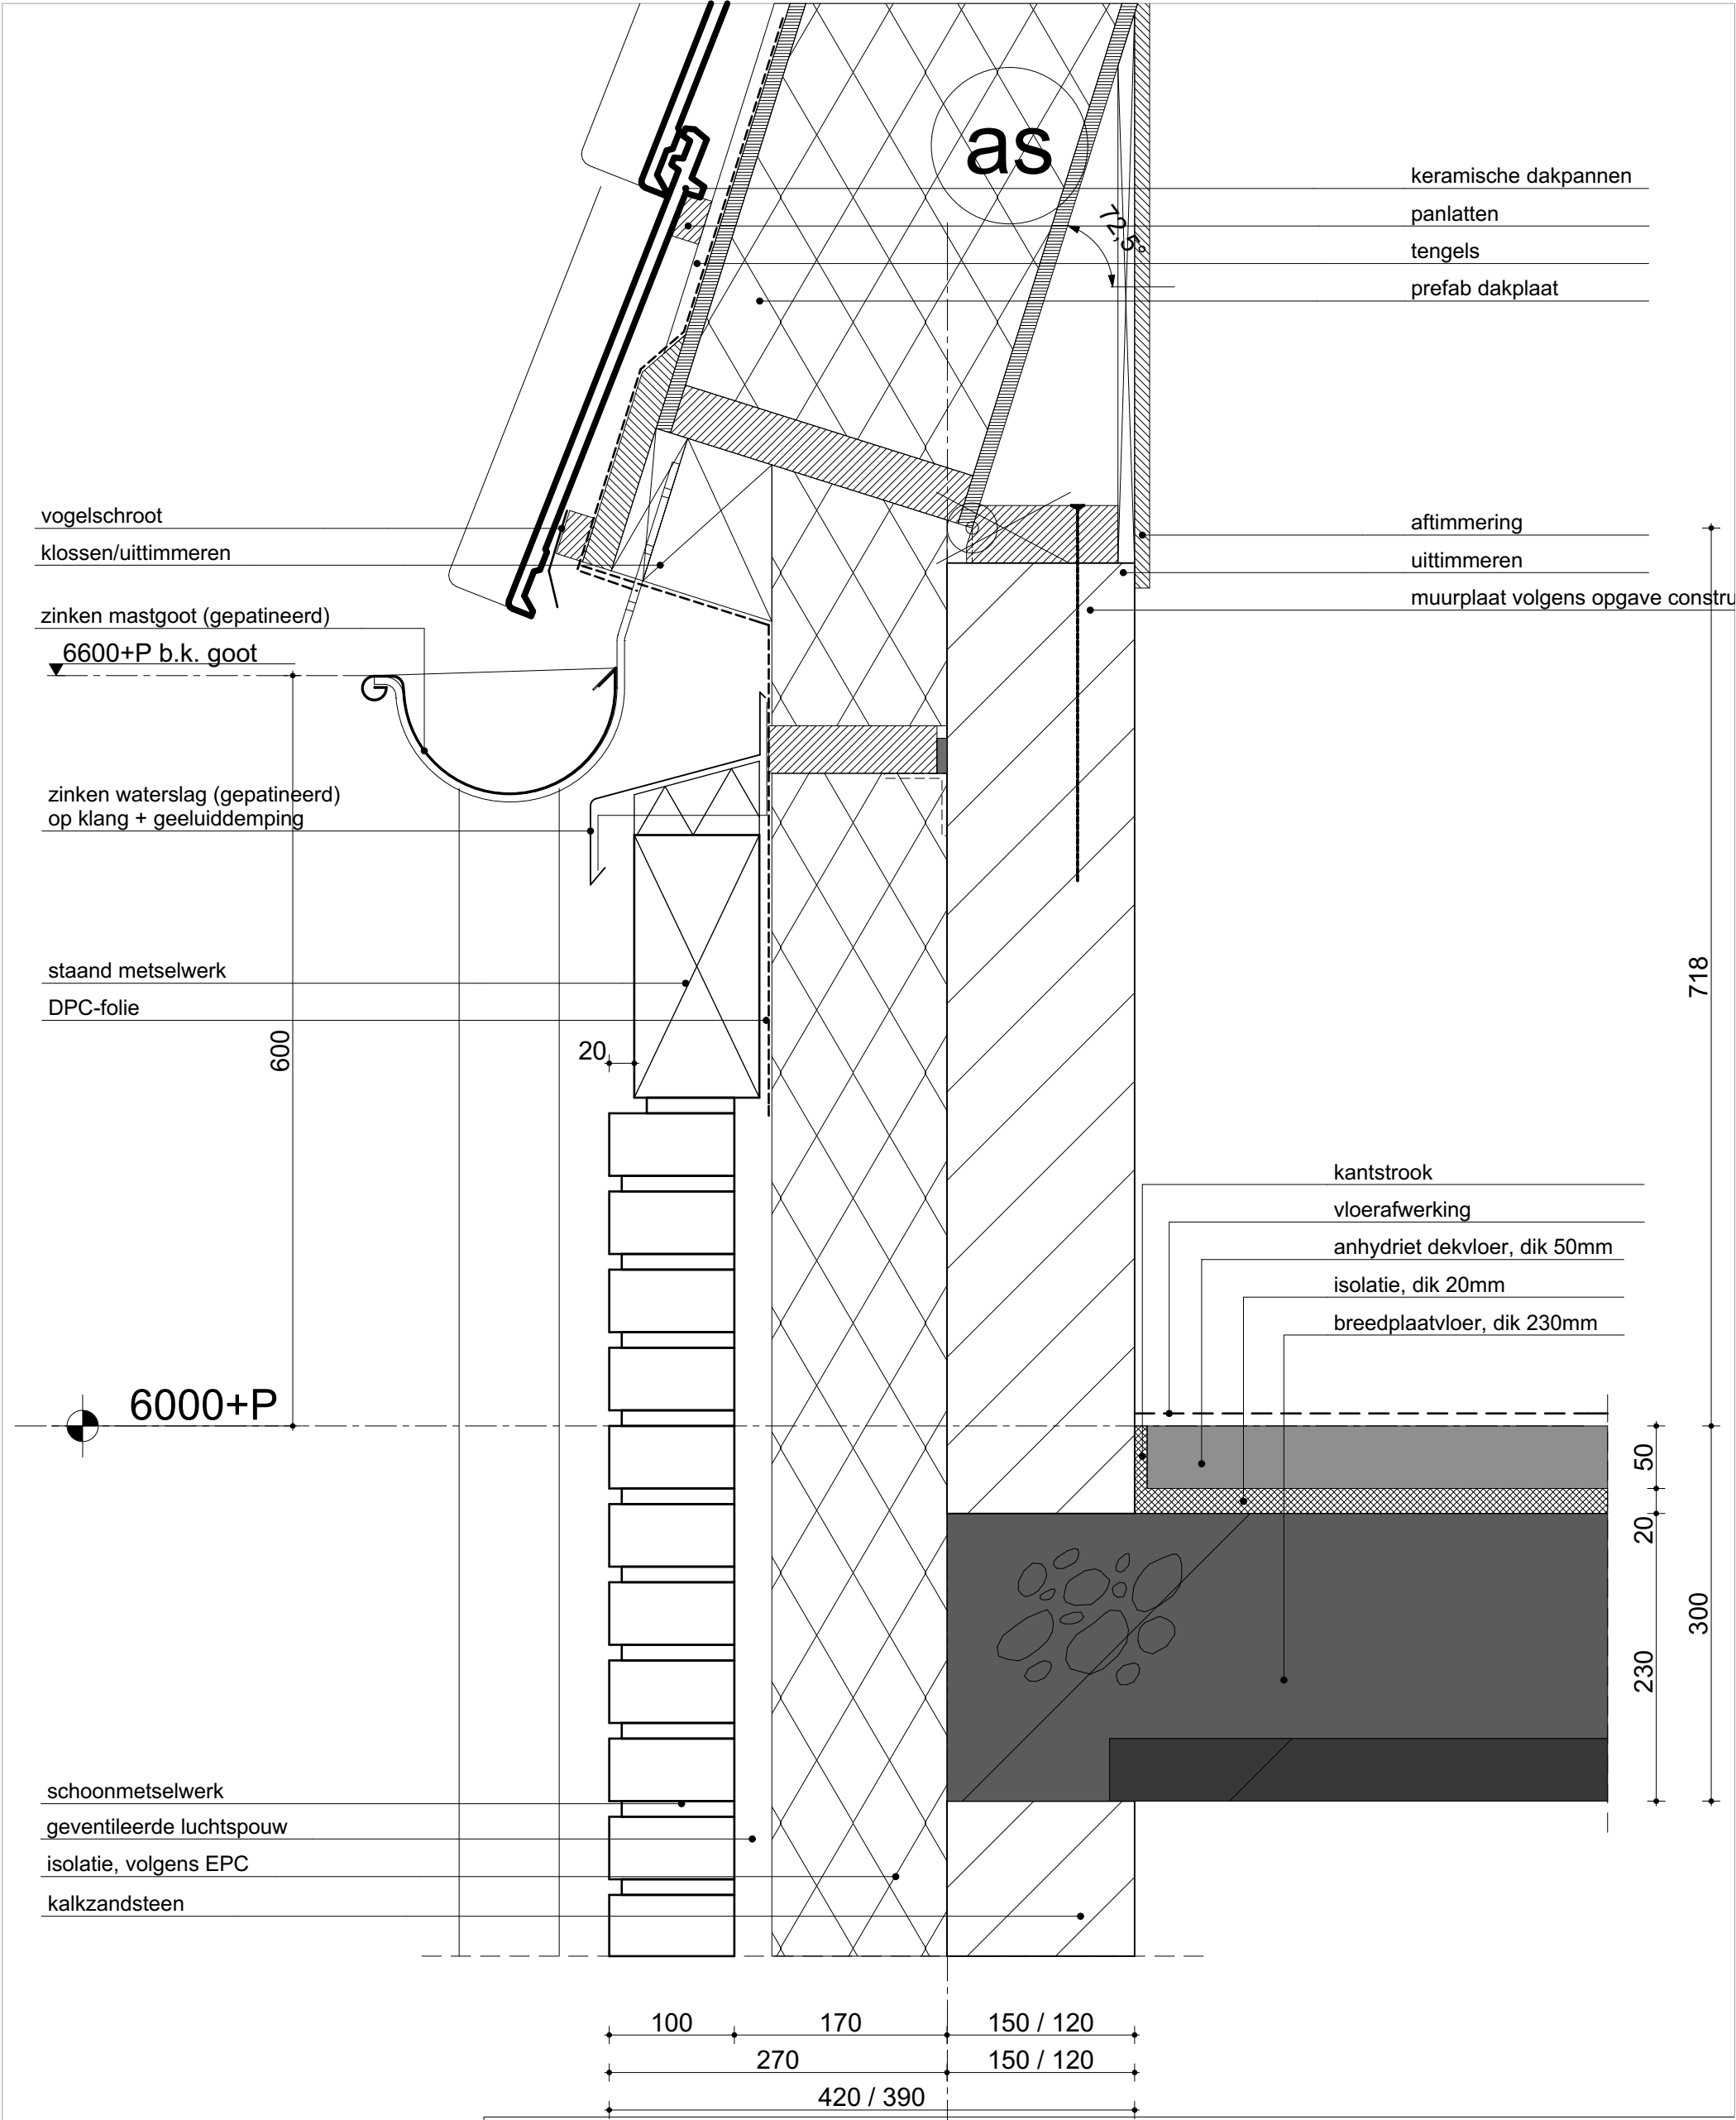 as
72,5°
keramische dakpannen
panlatten
tengels
prefab dakplaat
vogelschroot
klossen/uittimmeren
zinken mastgoot (gepatineerd)
6600+P b.k. goot
aftimmering
uittimmeren
muurplaat volgens opgave constru
zinken waterslag (gepatineerd)
op klang + geeluiddemping
staand metselwerk
DPC-folie
600
20
718
kantstrook
vloerafwerking
anhydriet dekvloer, dik 50mm
isolatie, dik 20mm
breedplaatvloer, dik 230mm
6000+P
50
20
230
300
schoonmetselwerk
geventileerde luchtspouw
isolatie, volgens EPC
kalkzandsteen
100 170 150 / 120
270 150 / 120
420 / 390